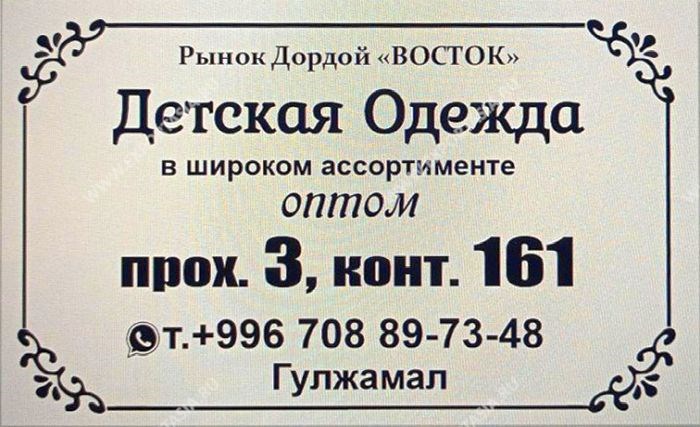 Рынок Дордой «ВОСТОК»
Детская Одежда
в широком ассортименте
оптом
прох. 3, конт. 161
т.+996 708 89-73-48
Гулжамал